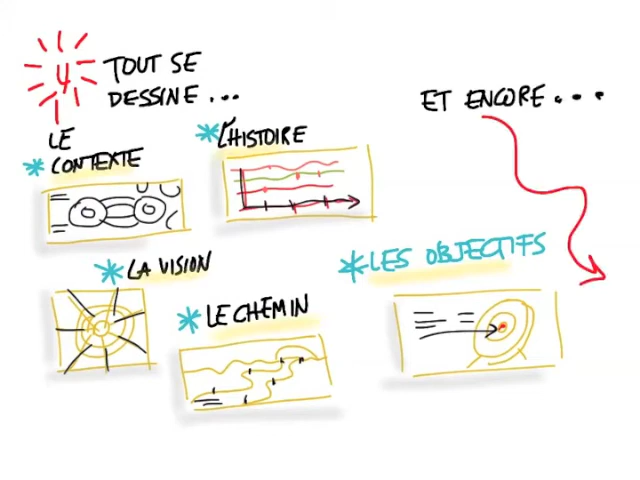 4
TOUT SE
DESSINE...
ET ENCORE...
LE
CONTEXTE
L'HISTOIRE
LA VISION
LE CHEMIN
LES OBJECTIFS